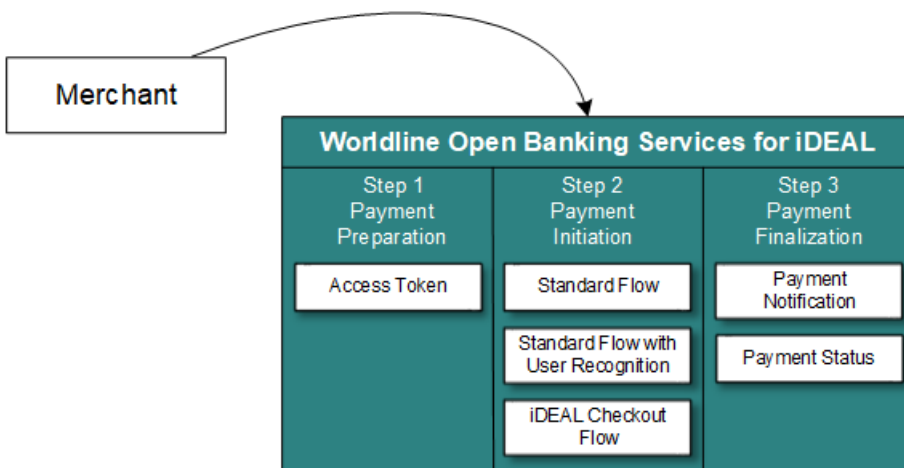 Merchant
Worldline Open Banking Services for iDEAL
Step 1
Payment
Preparation
Access Token
Step 2
Payment
Initiation
Standard Flow
Standard Flow with
User Recognition
iDEAL Checkout
Flow
Step 3
Payment
Finalization
Payment
Notification
Payment Status